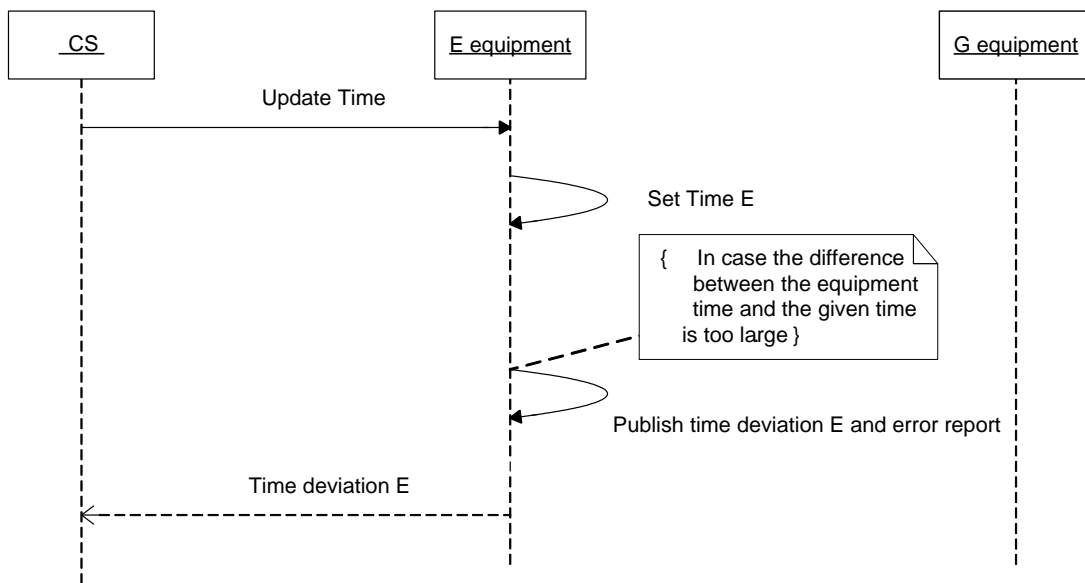 CS
E equipment
G equipment
Update Time
Set Time E
{ In case the difference
between the equipment
time and the given time
is too large }
Publish time deviation E and error report
Time deviation E